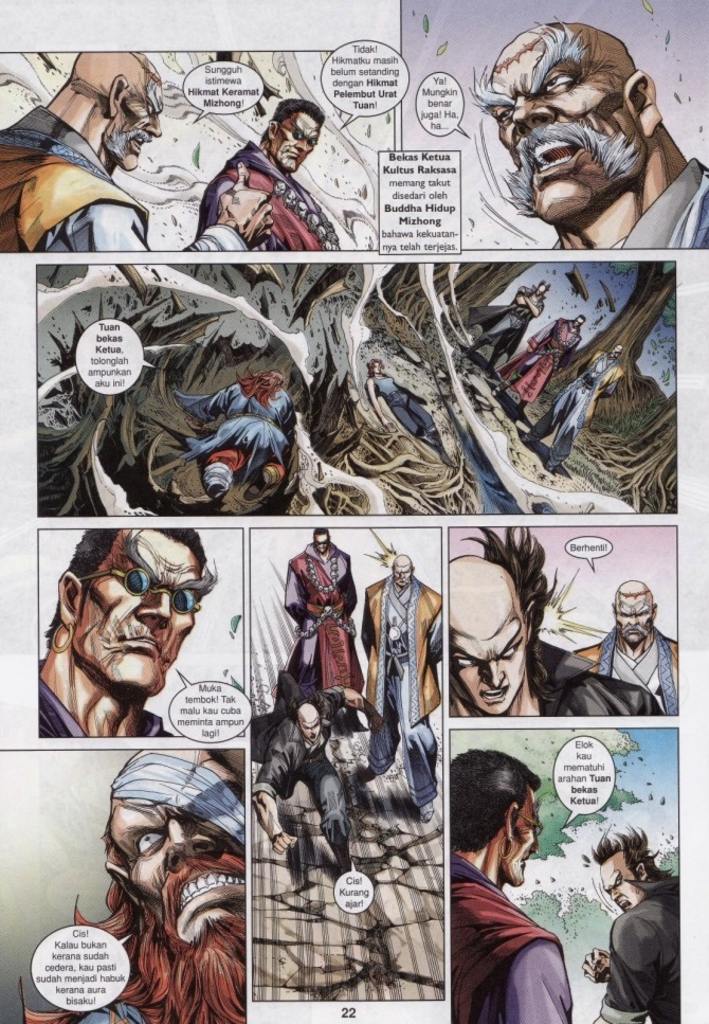 Sungguh
istimewa
Hikmat Keramat
Mizhong!
Tidak!
Hikmatku masih
belum setanding
dengan Hikmat
Pelembut Urat
Tuan!
Ya!
Mungkin
benar
juga! Ha,
ha...
Bekas Ketua
Kultus Raksasa
memang takut
disedari oleh
Buddha Hidup
Mizhong
bahawa kekuatan-
nya telah terjejas.
Tuan
bekas
Ketua,
tolonglah
ampunkan
aku ini!
Muka
tembok! Tak
malu kau cuba
meminta ampun
lagi!
Cis!
Kurang
ajar!
Berhenti!
Cis!
Kalau bukan
kerana sudah
cedera, kau pasti
sudah menjadi habuk
kerana aura
bisaku!
Elok
kau
mematuhi
arahan Tuan
bekas
Ketua!
22